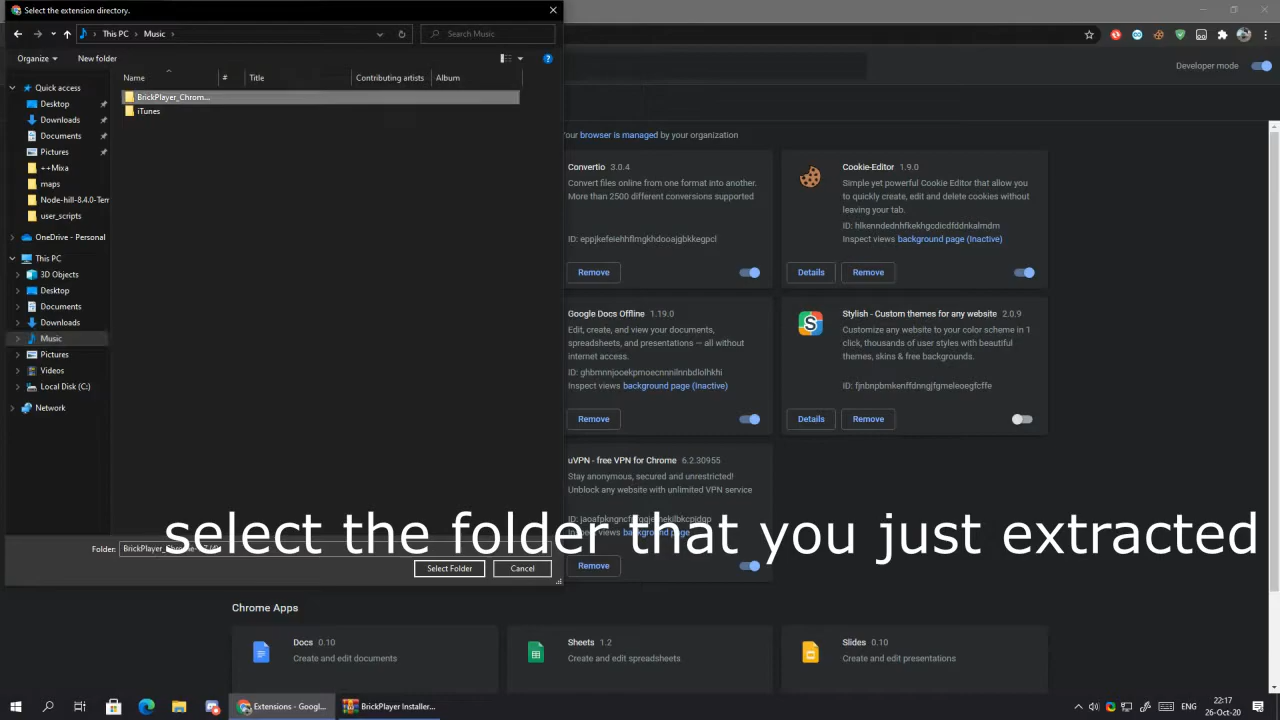 Select the extension directory.
This PC
Music
Search Music
Organize
New folder
Developer mode
Name
#
Title
Contributing artists
Album
Quick access
BrickPlayer_Chrom...
Desktop
iTunes
Downloads
Documents
Your browser is managed by your organization
Pictures
++Mixa
Convertio 3.0.4
Cookie-Editor 1.9.0
maps
Convert files online from one format into another.
More than 2500 different conversions supported
Simple yet powerful Cookie Editor that allow you
to quickly create, edit and delete cookies without
leaving your tab.
Node-hill-8.4.0-Tem
user_scripts
ID: hlkenndednhfkekhgcdicdfddnkalmdm
OneDrive - Personal
ID: eppjkefeiehhflmgkhdooajgbkkegpcl
Inspect views background page (Inactive)
This PC
3D Objects
Remove
Details
Remove
Desktop
Documents
Google Docs Offline 1.19.0
Stylish - Custom themes for any website 2.0.9
Downloads
Edit, create, and view your documents,
spreadsheets, and presentations — all without
internet access.
Customize any website to your color scheme in 1
click, thousands of user styles with beautiful
themes, skins & free backgrounds.
Music
Pictures
Videos
ID: ghbmnnjooekpmoecnnnilnnbdlolhkhi
Inspect views background page (Inactive)
ID: fjnbnpbmkenffdnngjfgmeleoegfcffe
Local Disk (C:)
Network
Remove
Details
Remove
uVPN - free VPN for Chrome 6.2.30955
Stay anonymous, secured and unrestricted!
Unblock any website with unlimited VPN service
select the folder that you just extracted
Folder:
Select Folder
Cancel
Remove
Chrome Apps
Docs 0.10
Create and edit documents
Sheets 1.2
Create and edit spreadsheets
Slides 0.10
Create and edit presentations
Extensions - Googl...
BrickPlayer Installer...
ENG
22:17
26-Oct-20